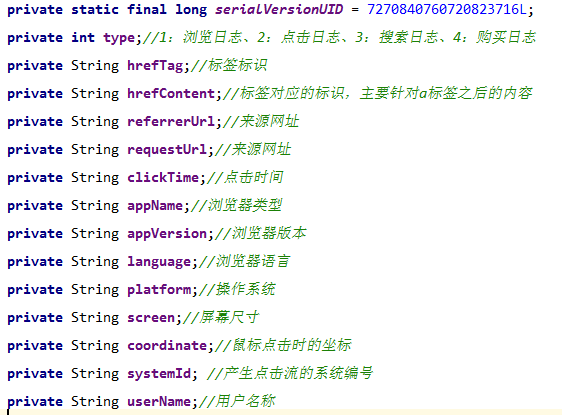 private static final long serialVersionUID = 7270840760720823716L;
private int type;//1：浏览日志、2：点击日志、3：搜索日志、4：购买日志
private String hrefTag;//标签标识
private String hrefContent;//标签对应的标识，主要针对a标签之后的内容
private String referrerUrl;//来源网址
private String requestUrl;//来源网址
private String clickTime;//点击时间
private String appName;//浏览器类型
private String appVersion;//浏览器版本
private String language;//浏览器语言
private String platform;//操作系统
private String screen;//屏幕尺寸
private String coordinate;//鼠标点击时的坐标
private String systemId; //产生点击流的系统编号
private String userName;//用户名称